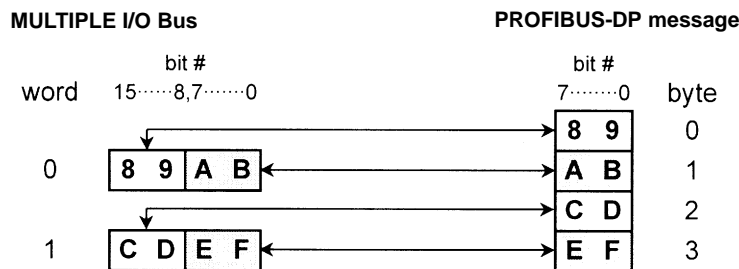 MULTIPLE I/O Bus PROFIBUS-DP message
bit # bit #
word 15······8,7······0 7········0 byte
8 9 0
0 8 9 A B A B 1
C D 2
1 C D E F E F 3